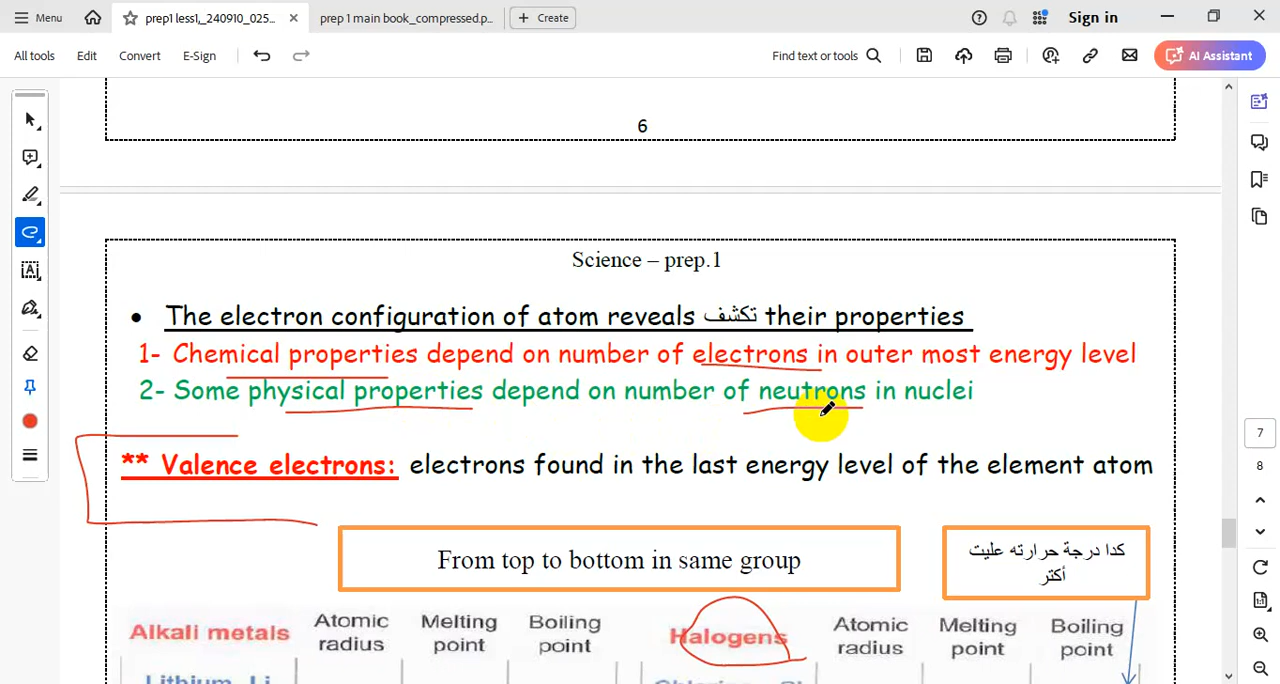 Menu
prep1 less1,_240910_025...
prep 1 main book_compressed.p...
Create
Sign in
All tools
Edit
Convert
E-Sign
Find text or tools
AI Assistant
6
Science – prep.1
• The electron configuration of atom reveals تكشف their properties
1- Chemical properties depend on number of electrons in outer most energy level
2- Some physical properties depend on number of neutrons in nuclei
** Valence electrons: electrons found in the last energy level of the element atom
From top to bottom in same group
كدا درجة حرارته عليت
أكتر
Alkali metals
Atomic
radius
Melting
point
Boiling
point
Halogens
Atomic
radius
Melting
point
Boiling
point
Lithium Li
7
8